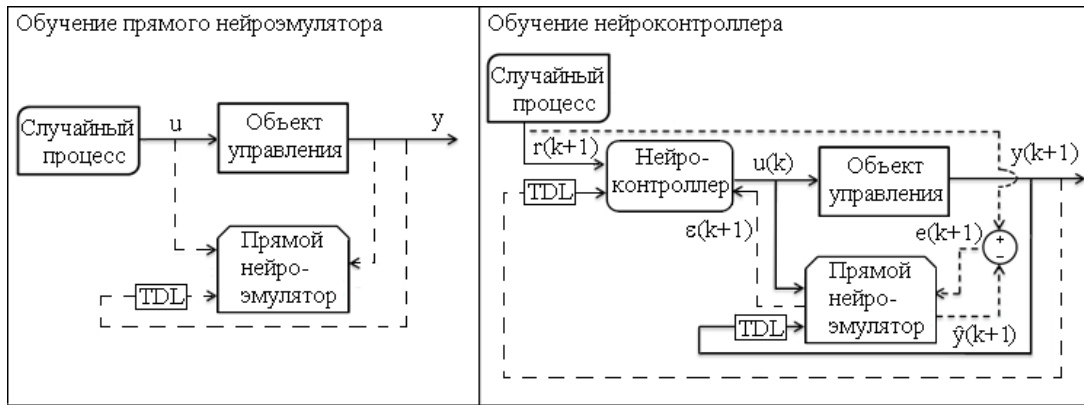 Обучение прямого нейроэмулятора
Случайный
процесс
u
Объект
управления
y
Прямой
нейро-
эмулятор
TDL
Обучение нейроконтроллера
Случайный
процесс
r(k+1)
Нейро-
контроллер
TDL
u(k)
Объект
управления
y(k+1)
ε(k+1)
e(k+1)
+
−
Прямой
нейро-
эмулятор
TDL
ŷ(k+1)